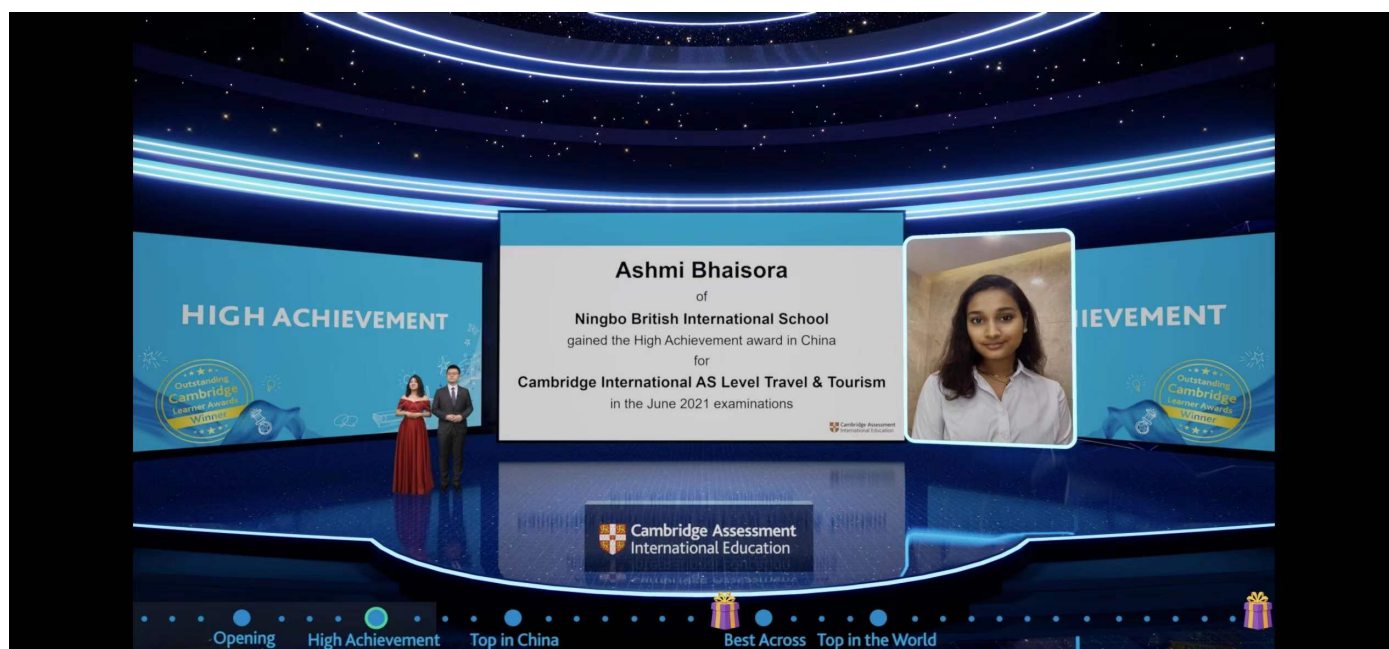 HIGH ACHIEVEMENT
Outstanding
Cambridge
Learner Awards
Winner
Ashmi Bhaisora
of
Ningbo British International School
gained the High Achievement award in China
for
Cambridge International AS Level Travel & Tourism
in the June 2021 examinations
Cambridge Assessment
International Education
IEVEMENT
Outstanding
Cambridge
Learner Awards
Winner
Cambridge Assessment
International Education
Opening
High Achievement
Top in China
Best Across
Top in the World